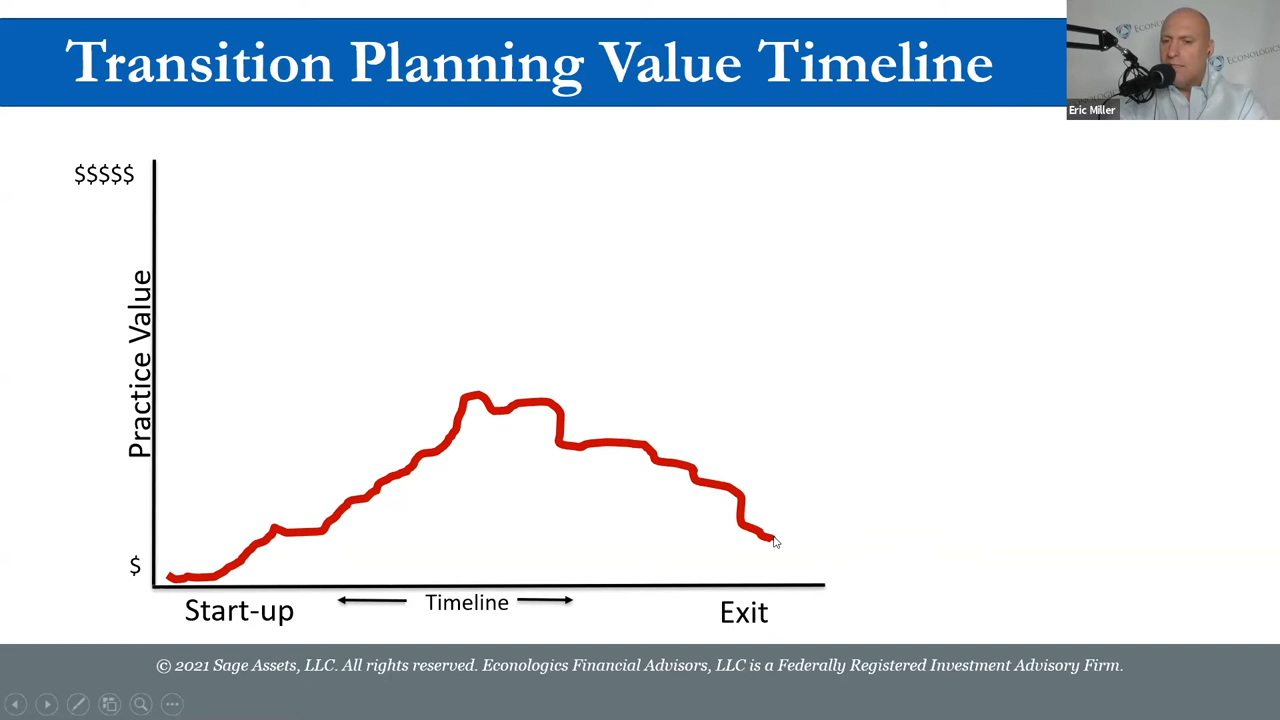 Transition Planning Value Timeline
ECONOLOGICS
Eric Miller
$$$$$
Practice Value
$
Start-up
Timeline
Exit
© 2021 Sage Assets, LLC. All rights reserved. Econologics Financial Advisors, LLC is a Federally Registered Investment Advisory Firm.